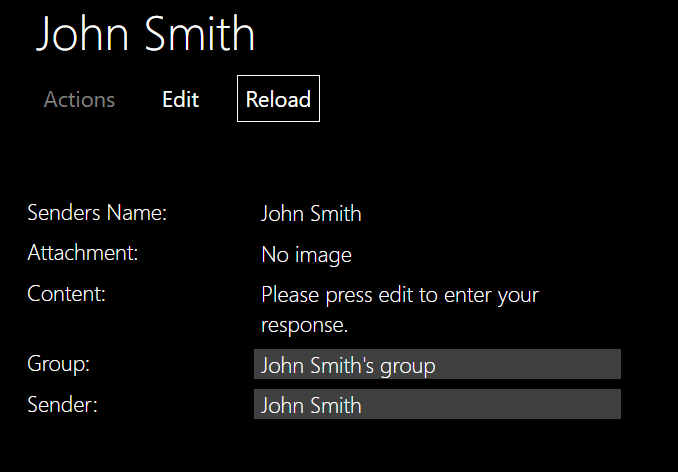 John Smith
Actions Edit Reload
Senders Name: John Smith
Attachment: No image
Content: Please press edit to enter your
response.
Group: John Smith's group
Sender: John Smith